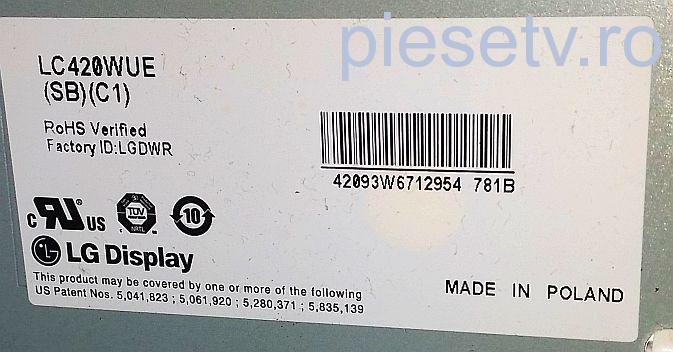 piesetv.ro
LC420WUE
(SB)(C1)
RoHS Verified
Factory ID:LGDWR
42093W6712954 781B
c RU US
TÜV
NRTL
10
LG Display
This product may be covered by one or more of the following
US Patent Nos. 5,041,823 ; 5,061,920 ; 5,280,371 ; 5,835,139
MADE IN POLAND